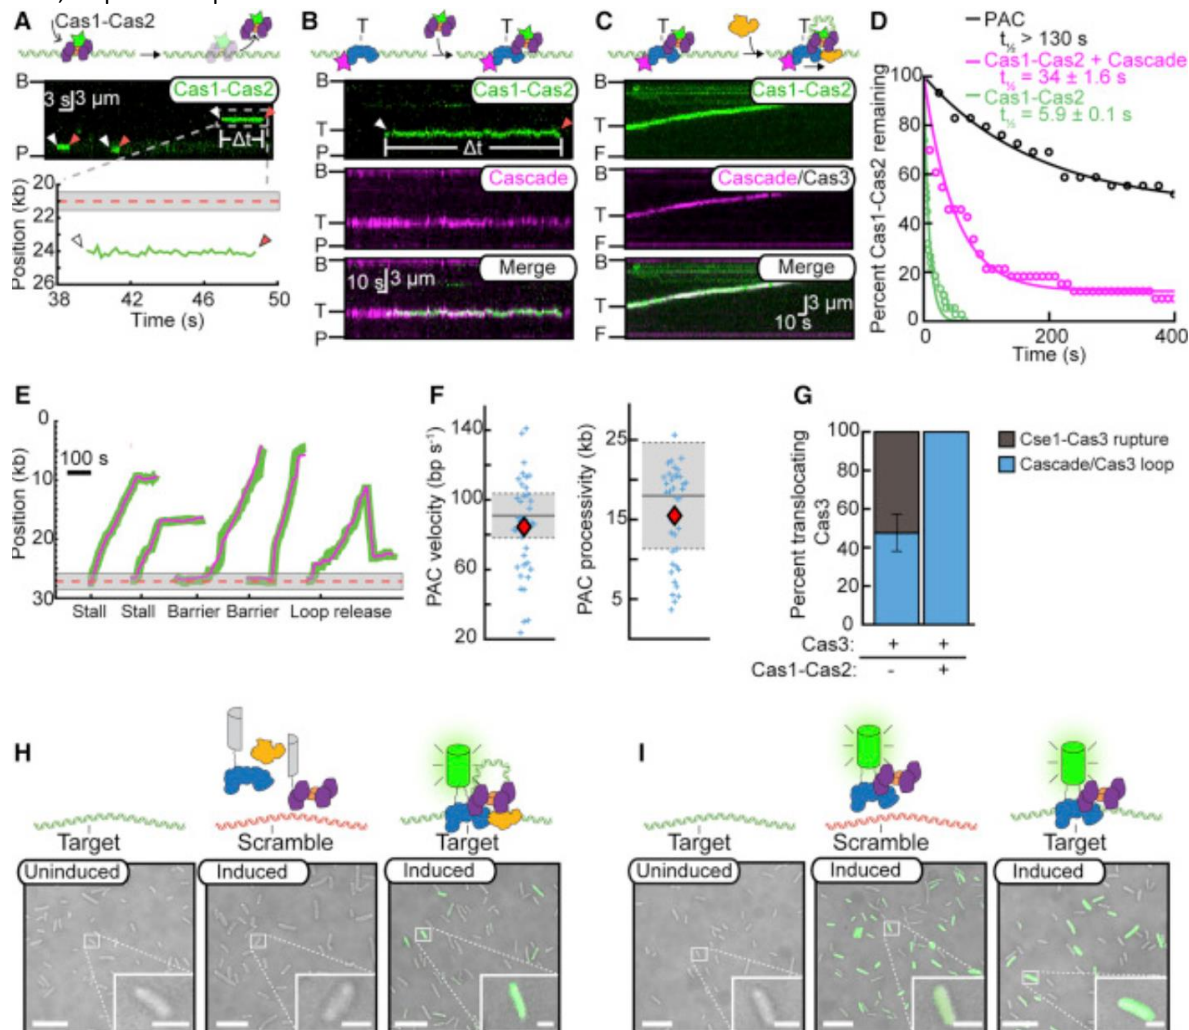 A
Cas1-Cas2
B
Cas1-Cas2
3 s
3 μm
Δt
P
20
22
24
26
Position (kb)
38
42
46
50
Time (s)
B
T
T
B
Cas1-Cas2
T
Δt
P
B
Cascade
T
P
B
Merge
10 s
3 μm
T
P
C
T
T
B
Cas1-Cas2
T
F
B
Cascade/Cas3
T
F
B
Merge
T
3 μm
10 s
F
D
PAC
t½ > 130 s
Cas1-Cas2 + Cascade
t½ = 34 ± 1.6 s
Cas1-Cas2
t½ = 5.9 ± 0.1 s
Percent Cas1-Cas2 remaining
100
80
60
40
20
0
0
200
400
Time (s)
E
0
10
20
30
Position (kb)
100 s
Stall
Stall
Barrier
Barrier
Loop release
F
PAC velocity (bp s⁻¹)
140
100
60
20
PAC processivity (kb)
25
15
5
G
Percent translocating
Cas3
100
80
60
40
20
0
Cse1-Cas3 rupture
Cascade/Cas3 loop
Cas3: + +
Cas1-Cas2: - +
H
Target
Scramble
Target
Uninduced
Induced
Induced
I
Target
Scramble
Target
Uninduced
Induced
Induced